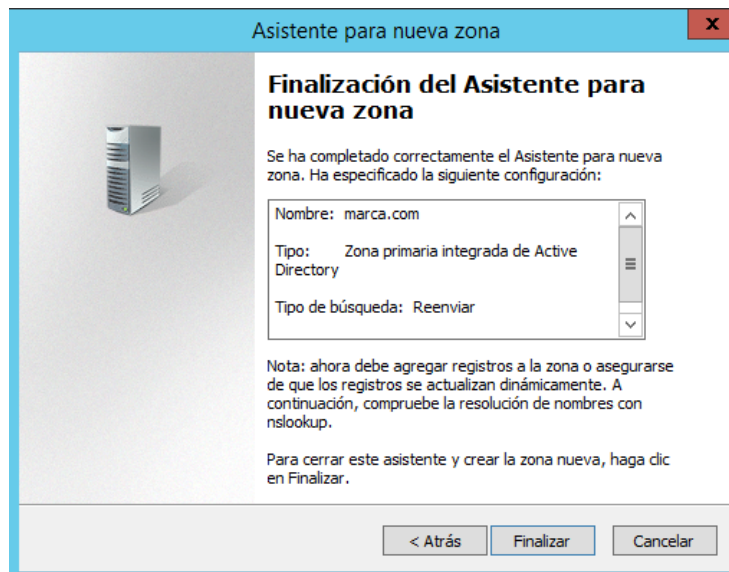 Asistente para nueva zona
x
Finalización del Asistente para
nueva zona
Se ha completado correctamente el Asistente para nueva
zona. Ha especificado la siguiente configuración:
Nombre: marca.com
Tipo: Zona primaria integrada de Active
Directory
Tipo de búsqueda: Reenviar
Nota: ahora debe agregar registros a la zona o asegurarse
de que los registros se actualizan dinámicamente. A
continuación, compruebe la resolución de nombres con
nslookup.
Para cerrar este asistente y crear la zona nueva, haga clic
en Finalizar.
< Atrás Finalizar Cancelar